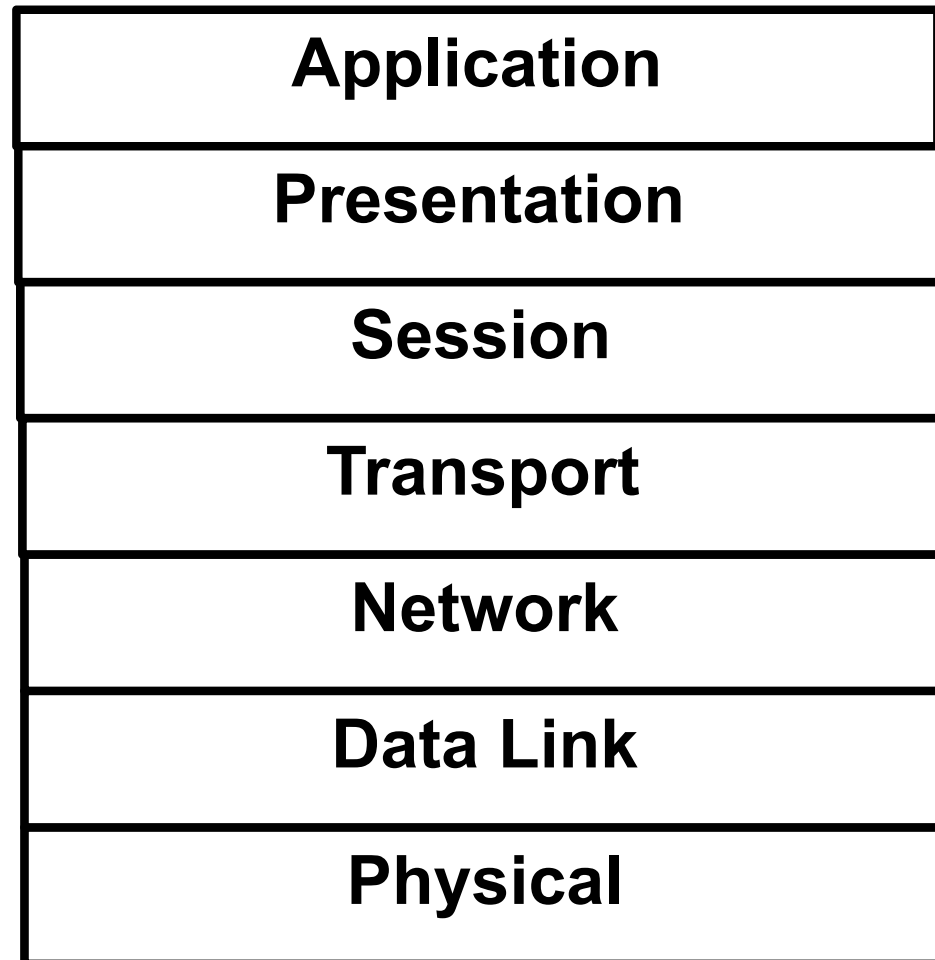 Application
Presentation
Session
Transport
Network
Data Link
Physical